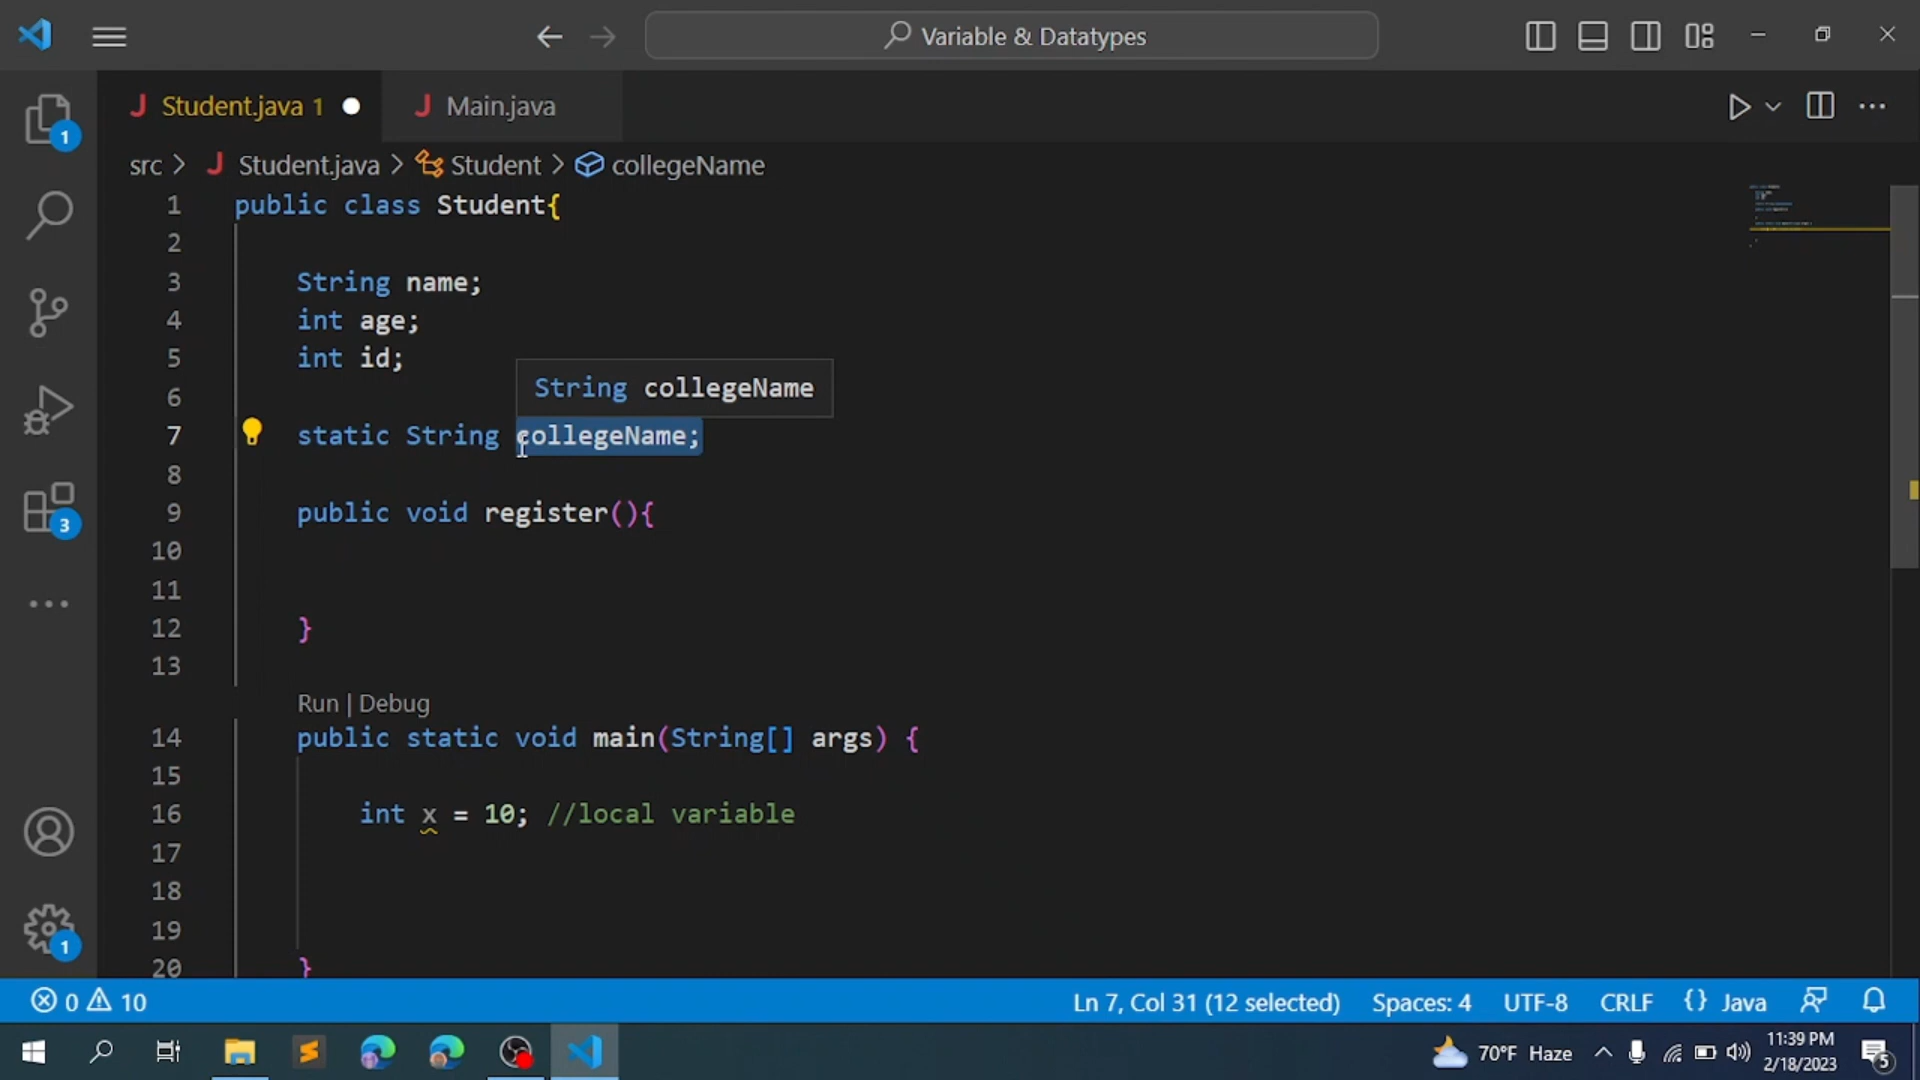 Variable & Datatypes
Student.java 1
Main.java
src > Student.java > Student > collegeName
1 public class Student{
2
3 String name;
4 int age;
5 int id;
String collegeName
6
7 static String collegeName;
8
9 public void register(){
10
11
12 }
13
Run | Debug
14 public static void main(String[] args) {
15
16 int x = 10; //local variable
17
18
19
20 }
1
3
1
0 10
Ln 7, Col 31 (12 selected)
Spaces: 4
UTF-8
CRLF
{} Java
70°F Haze
11:39 PM
2/18/2023
5